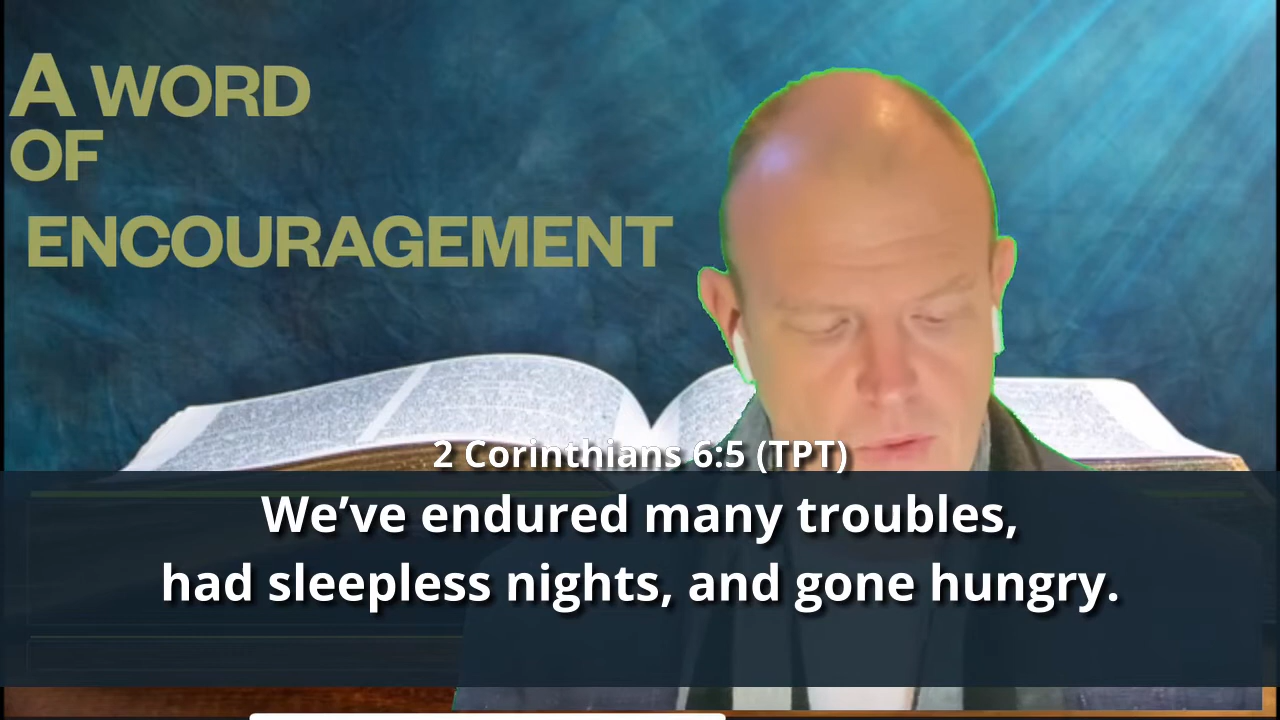 A WORD
OF
ENCOURAGEMENT
2 Corinthians 6:5 (TPT)
We’ve endured many troubles,
had sleepless nights, and gone hungry.